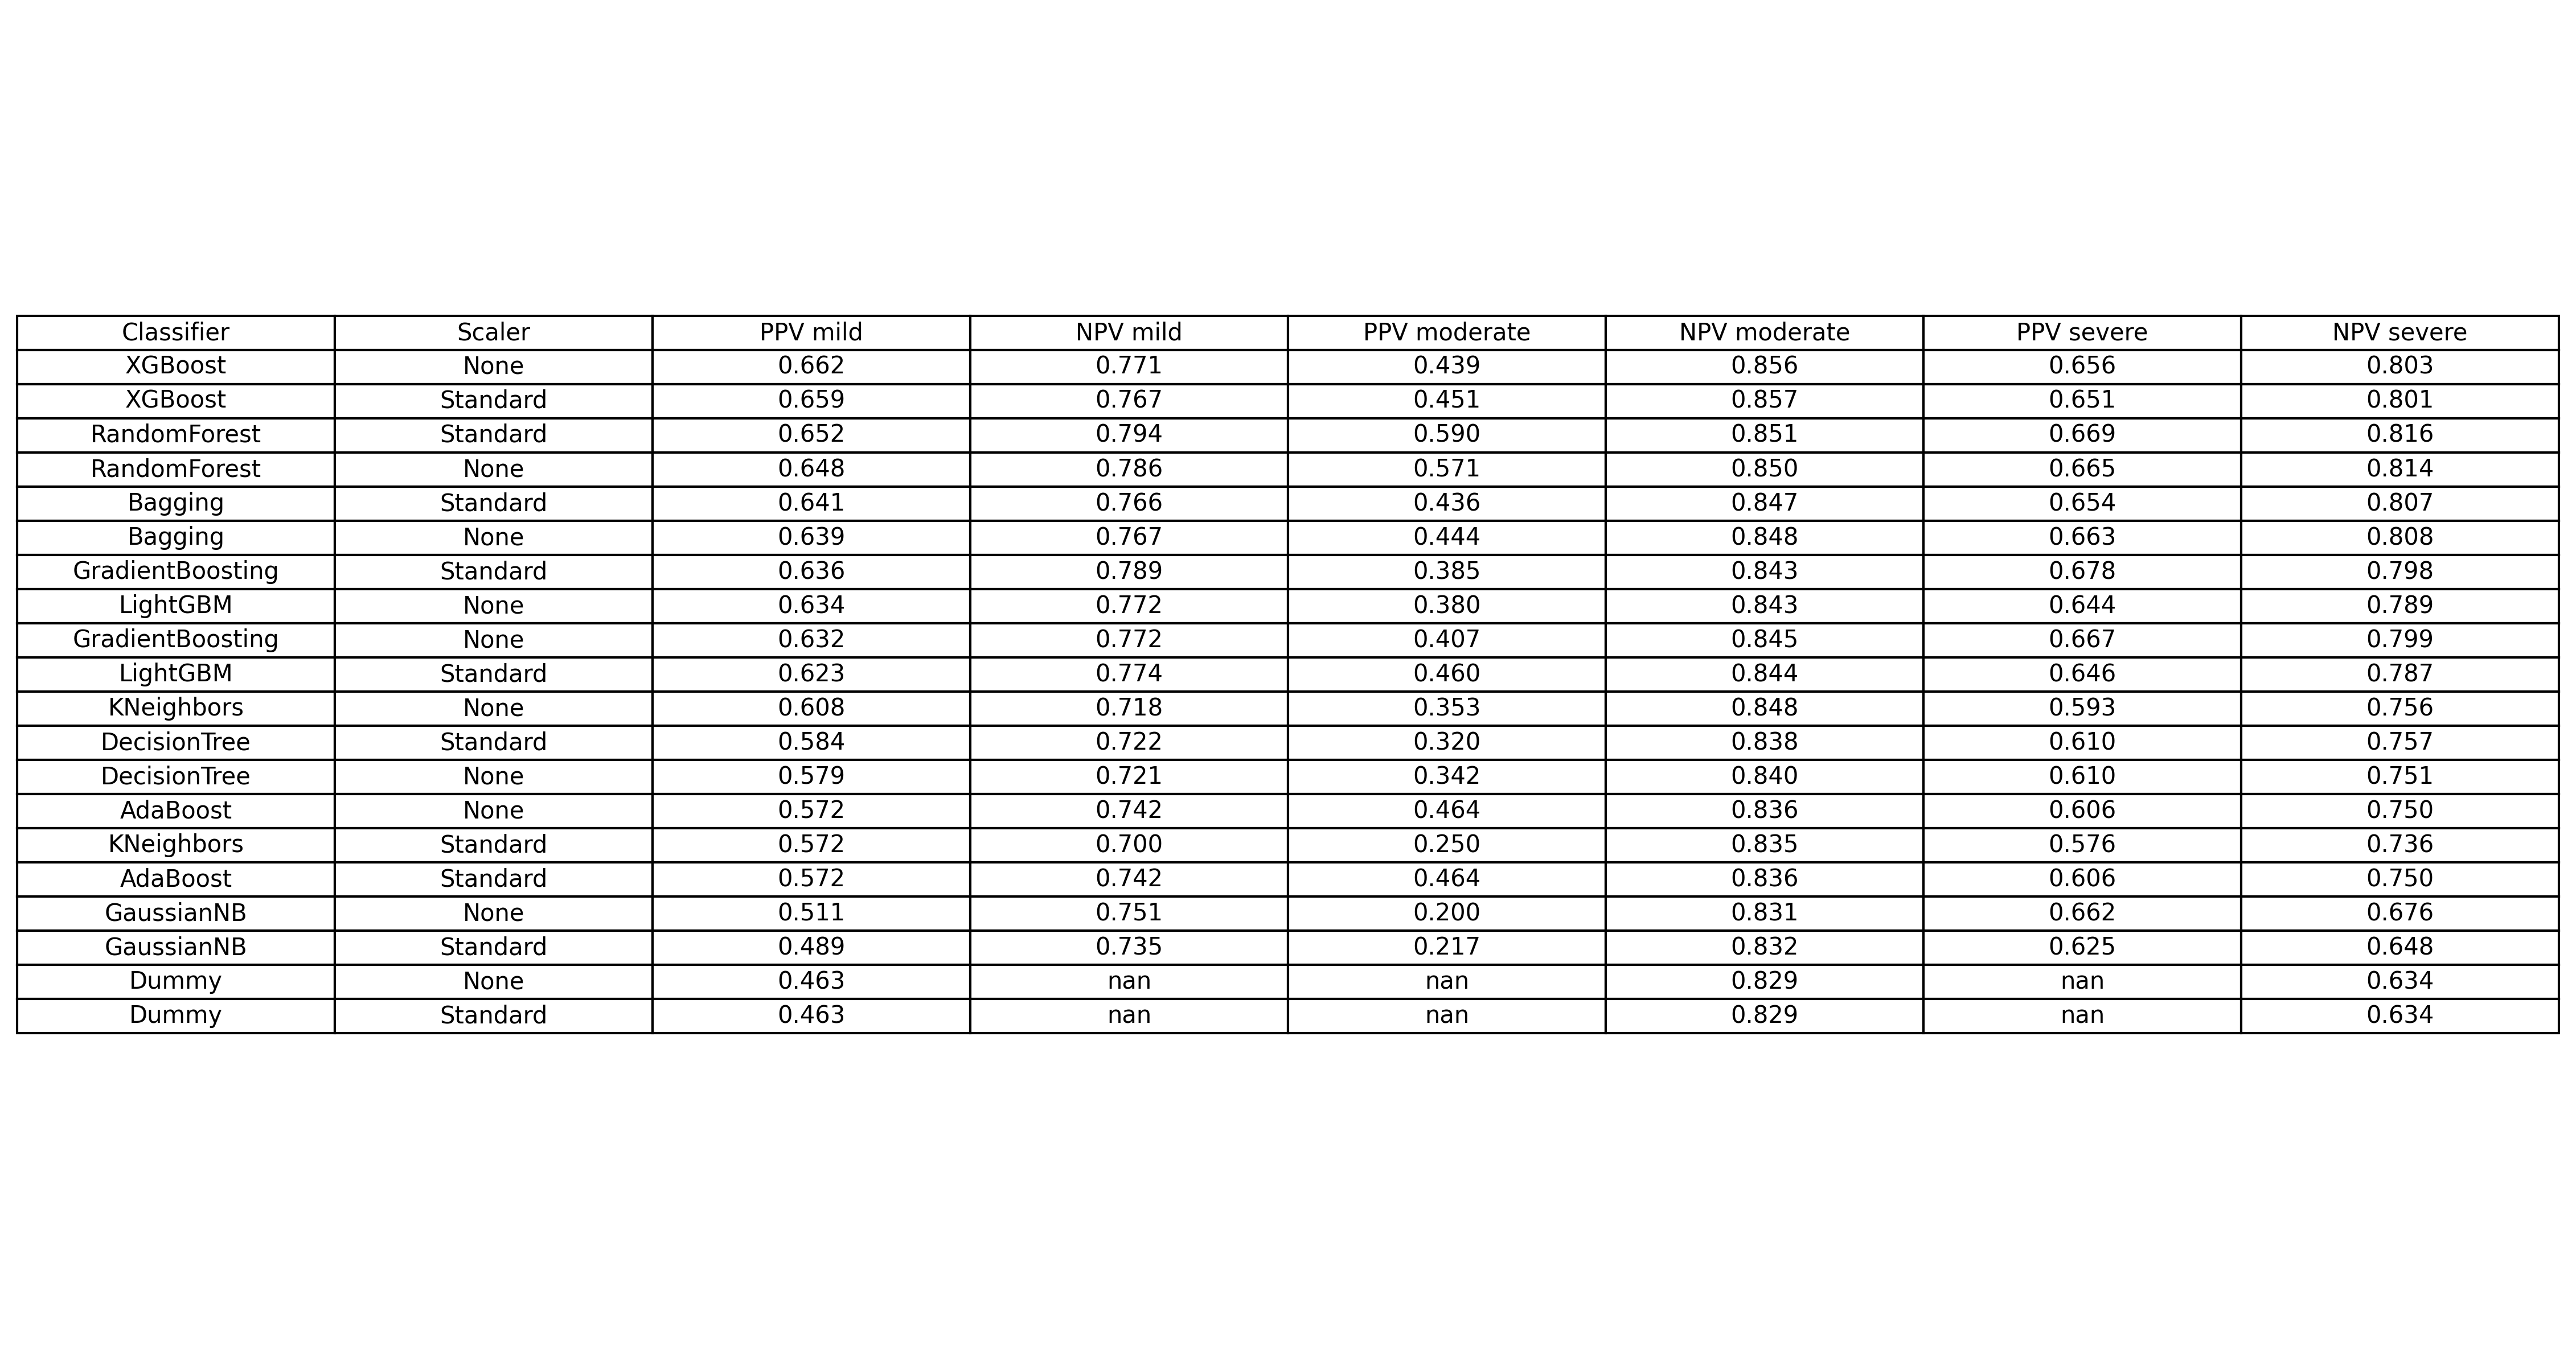 Classifier Scaler PPV mild NPV mild PPV moderate NPV moderate PPV severe NPV severe
XGBoost None 0.662 0.771 0.439 0.856 0.656 0.803
XGBoost Standard 0.659 0.767 0.451 0.857 0.651 0.801
RandomForest Standard 0.652 0.794 0.590 0.851 0.669 0.816
RandomForest None 0.648 0.786 0.571 0.850 0.665 0.814
Bagging Standard 0.641 0.766 0.436 0.847 0.654 0.807
Bagging None 0.639 0.767 0.444 0.848 0.663 0.808
GradientBoosting Standard 0.636 0.789 0.385 0.843 0.678 0.798
LightGBM None 0.634 0.772 0.380 0.843 0.644 0.789
GradientBoosting None 0.632 0.772 0.407 0.845 0.667 0.799
LightGBM Standard 0.623 0.774 0.460 0.844 0.646 0.787
KNeighbors None 0.608 0.718 0.353 0.848 0.593 0.756
DecisionTree Standard 0.584 0.722 0.320 0.838 0.610 0.757
DecisionTree None 0.579 0.721 0.342 0.840 0.610 0.751
AdaBoost None 0.572 0.742 0.464 0.836 0.606 0.750
KNeighbors Standard 0.572 0.700 0.250 0.835 0.576 0.736
AdaBoost Standard 0.572 0.742 0.464 0.836 0.606 0.750
GaussianNB None 0.511 0.751 0.200 0.831 0.662 0.676
GaussianNB Standard 0.489 0.735 0.217 0.832 0.625 0.648
Dummy None 0.463 nan nan 0.829 nan 0.634
Dummy Standard 0.463 nan nan 0.829 nan 0.634